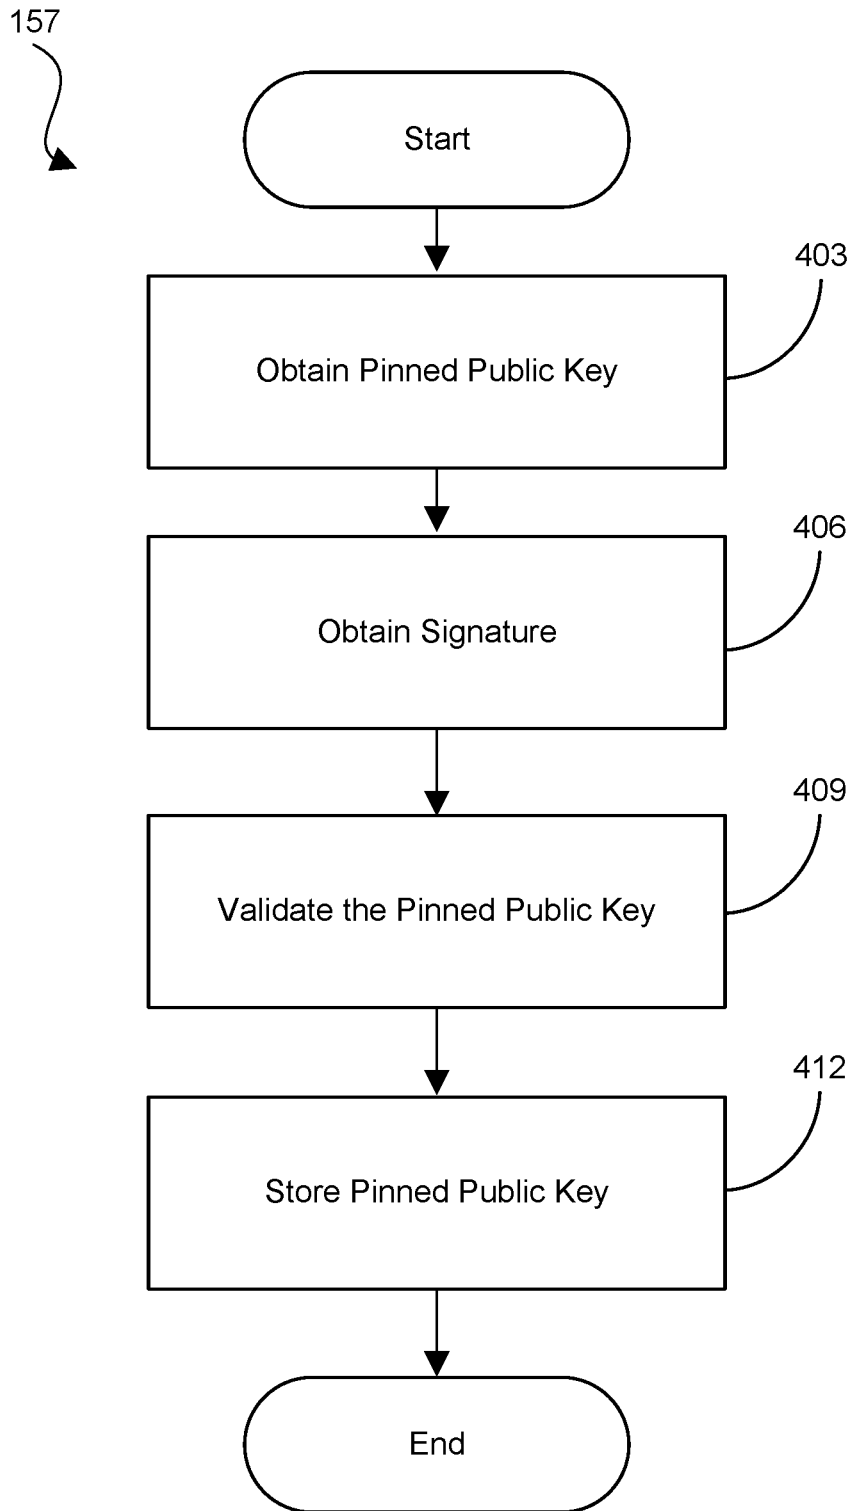 157
Start
403
Obtain Pinned Public Key
406
Obtain Signature
409
Validate the Pinned Public Key
412
Store Pinned Public Key
End